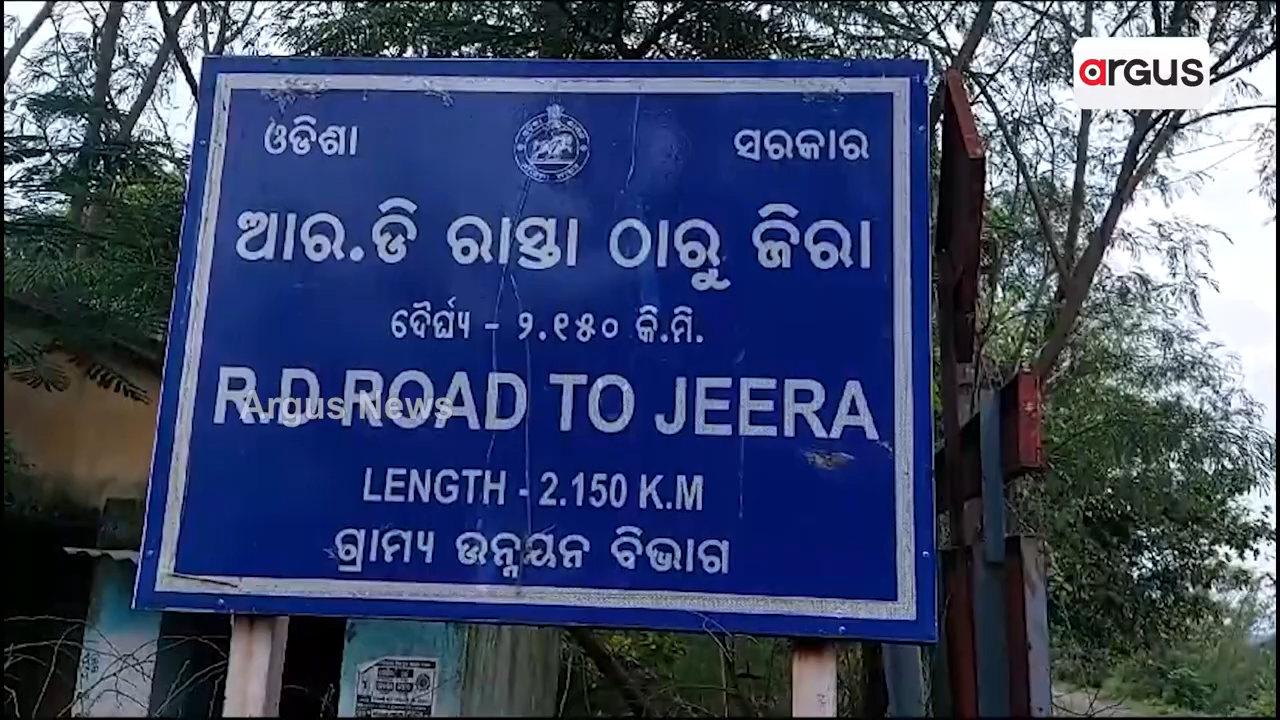 argus
ଓଡିଶା ସରକାର
ଆର.ଡି ରାସ୍ତା ଠାରୁ ଜିରା
ଦୈର୍ଘ୍ୟ - ୨.୧୫୦ କି.ମି.
R.D ROAD TO JEERA
Argus News
LENGTH - 2.150 K.M
ଗ୍ରାମ୍ୟ ଉନ୍ନୟନ ବିଭାଗ